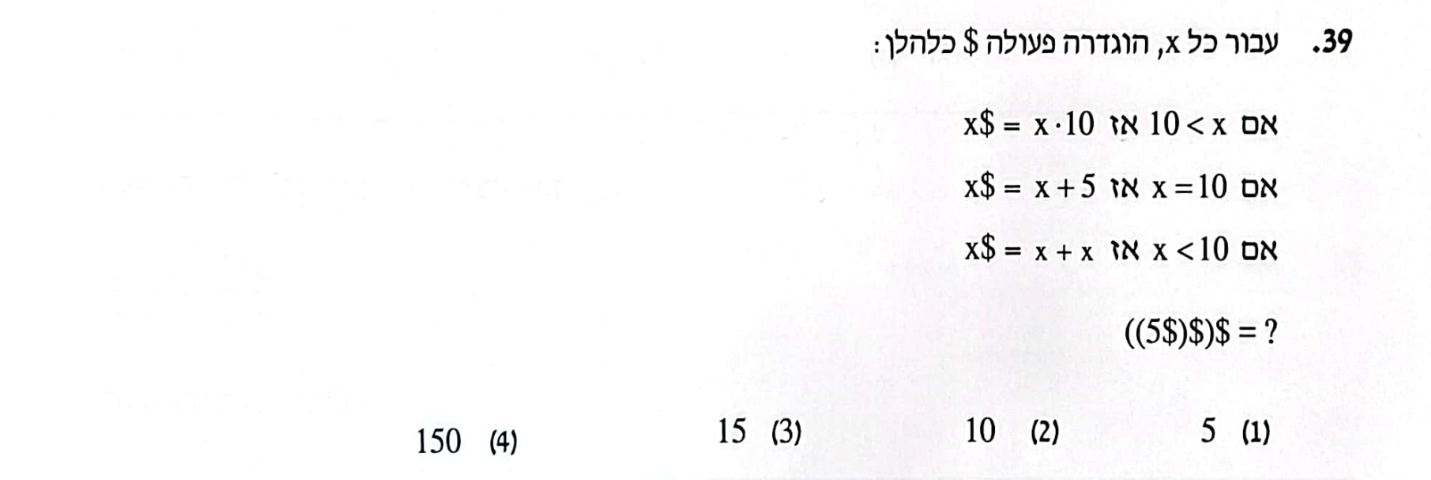 39. עבור כל x, הוגדרה פעולה $ כלהלן:
אם 10 < x אז x$ = x · 10
אם x = 10 אז x$ = x + 5
אם x < 10 אז x$ = x + x
((5$)$)$ = ?
(1) 5 (2) 10 (3) 15 (4) 150